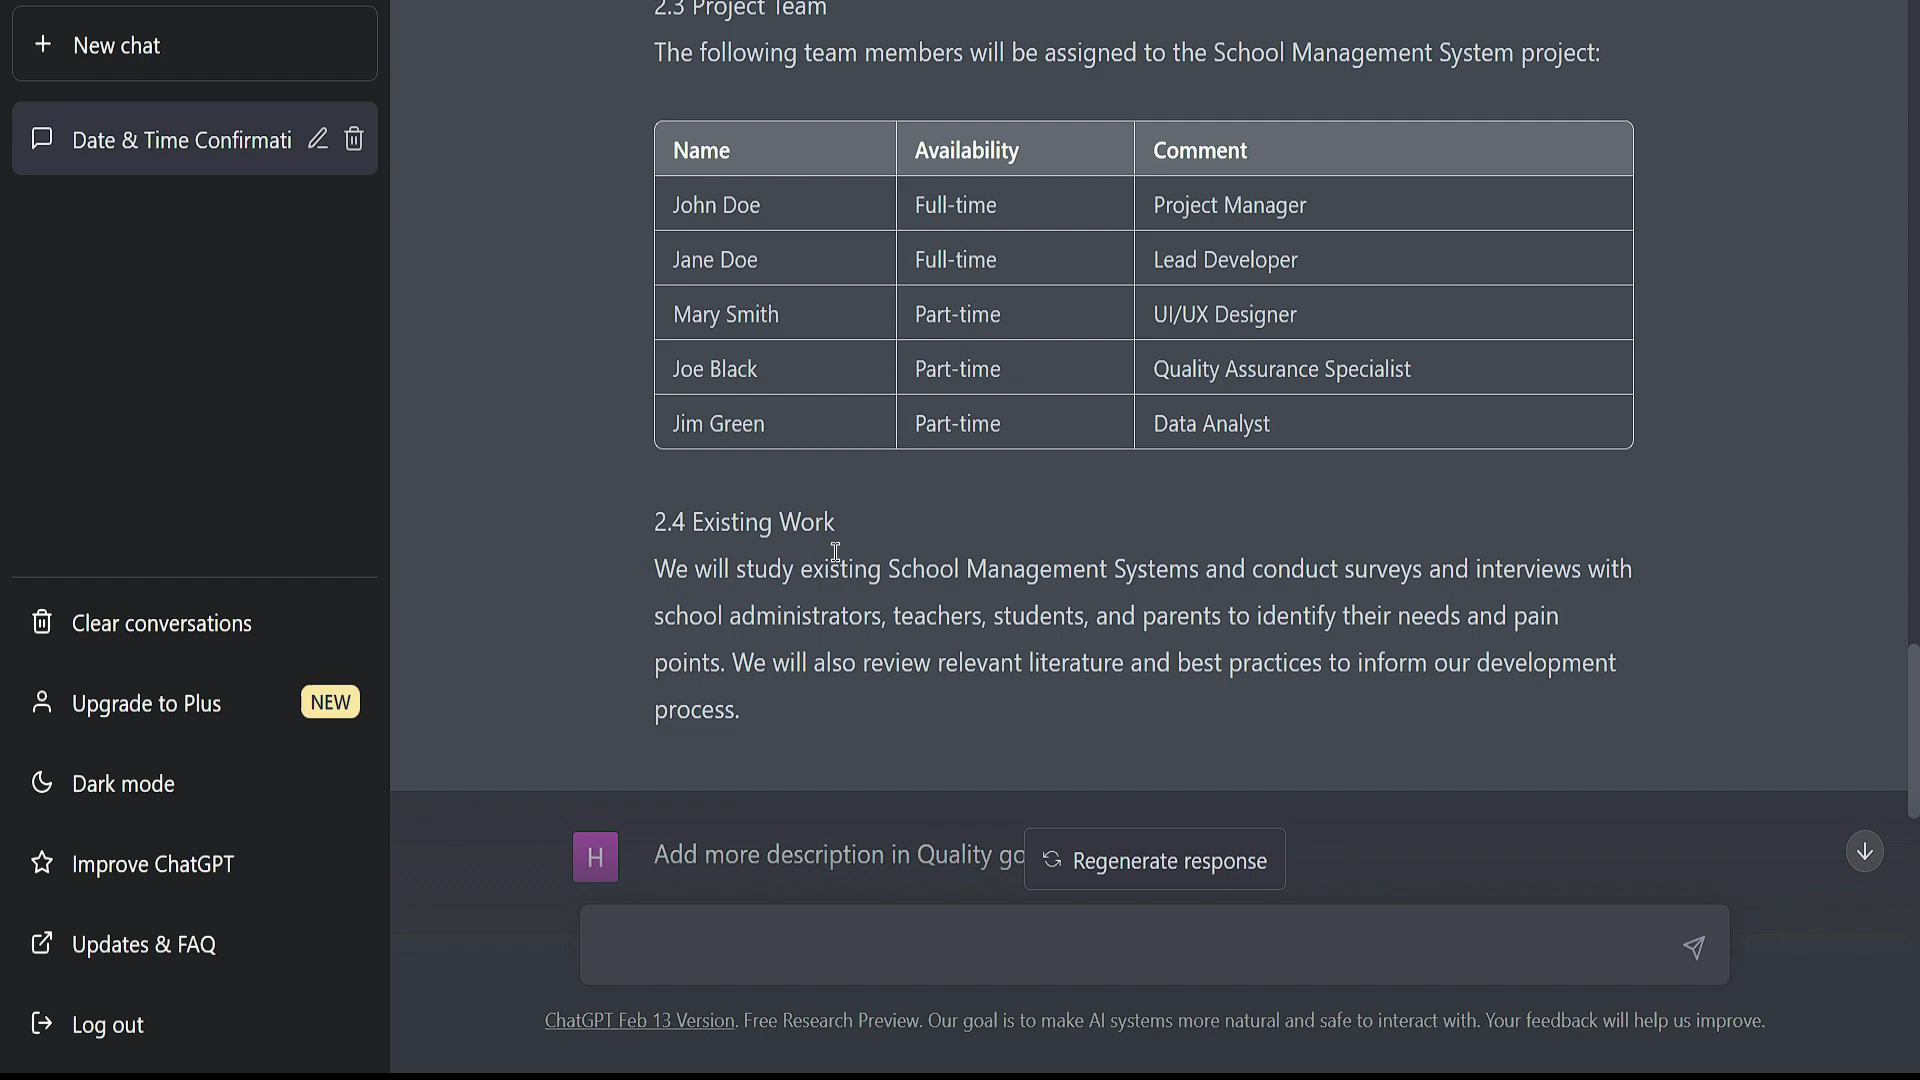 New chat
Date & Time Confirmati
Clear conversations
Upgrade to Plus NEW
Dark mode
Improve ChatGPT
Updates & FAQ
Log out
2.3 Project Team
The following team members will be assigned to the School Management System project:
Name Availability Comment
John Doe Full-time Project Manager
Jane Doe Full-time Lead Developer
Mary Smith Part-time UI/UX Designer
Joe Black Part-time Quality Assurance Specialist
Jim Green Part-time Data Analyst
2.4 Existing Work
We will study existing School Management Systems and conduct surveys and interviews with
school administrators, teachers, students, and parents to identify their needs and pain
points. We will also review relevant literature and best practices to inform our development
process.
H Add more description in Quality go
Regenerate response
ChatGPT Feb 13 Version. Free Research Preview. Our goal is to make AI systems more natural and safe to interact with. Your feedback will help us improve.